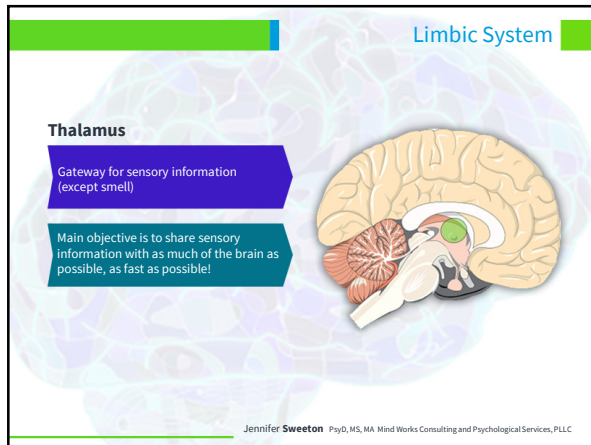 Limbic System
Thalamus
Gateway for sensory information
(except smell)
Main objective is to share sensory
information with as much of the brain as
possible, as fast as possible!
Jennifer Sweeton PsyD, MS, MA Mind Works Consulting and Psychological Services, PLLC